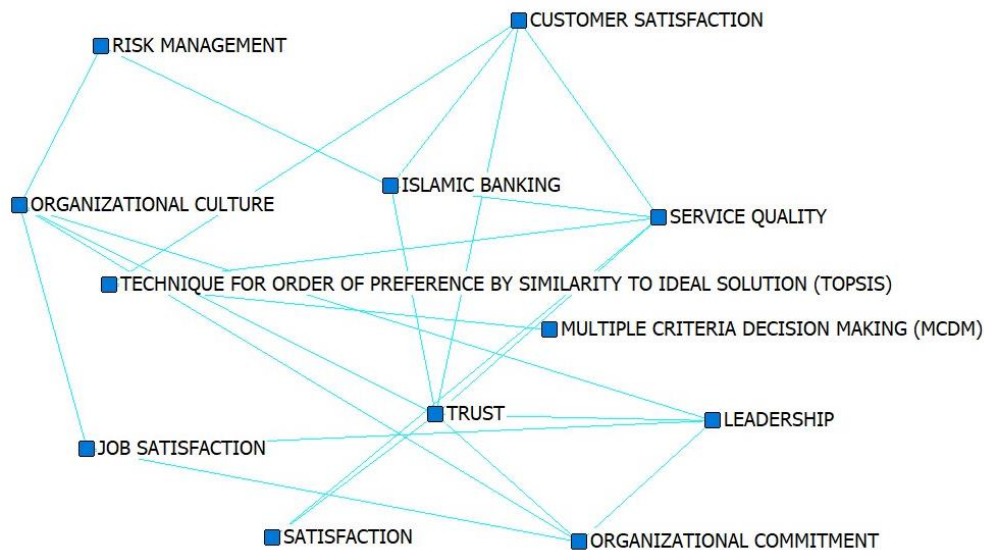 CUSTOMER SATISFACTION
RISK MANAGEMENT
ISLAMIC BANKING
ORGANIZATIONAL CULTURE
SERVICE QUALITY
TECHNIQUE FOR ORDER OF PREFERENCE BY SIMILARITY TO IDEAL SOLUTION (TOPSIS)
MULTIPLE CRITERIA DECISION MAKING (MCDM)
TRUST
LEADERSHIP
JOB SATISFACTION
SATISFACTION
ORGANIZATIONAL COMMITMENT